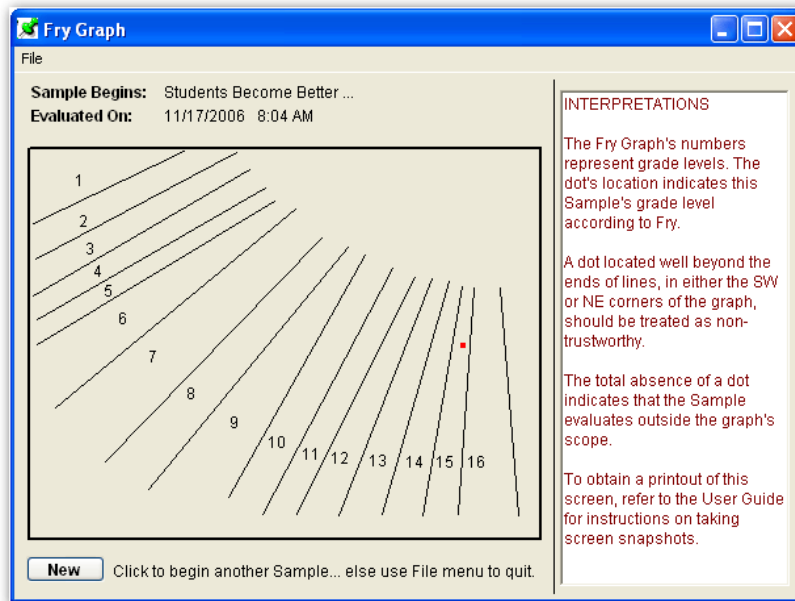 Fry Graph
File
Sample Begins: Students Become Better ...
Evaluated On: 11/17/2006 8:04 AM
1
2
3
4
5
6
7
8
9
10
11
12
13
14
15
16
New Click to begin another Sample... else use File menu to quit.
INTERPRETATIONS
The Fry Graph's numbers
represent grade levels. The
dot's location indicates this
Sample's grade level
according to Fry.
A dot located well beyond the
ends of lines, in either the SW
or NE corners of the graph,
should be treated as non-
trustworthy.
The total absence of a dot
indicates that the Sample
evaluates outside the graph's
scope.
To obtain a printout of this
screen, refer to the User Guide
for instructions on taking
screen snapshots.